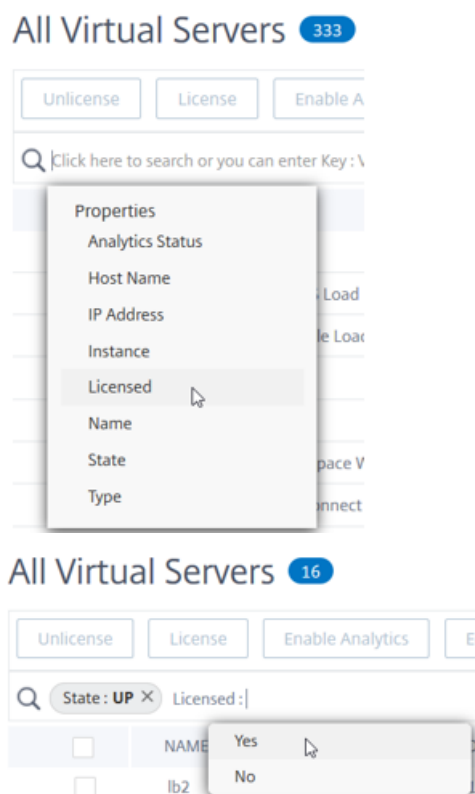 All Virtual Servers 333
Unlicense License Enable A
Click here to search or you can enter Key : V
Properties
Analytics Status
Host Name
IP Address
Instance
Licensed
Name
State
Type
Load
le Load
pace W
onnect
All Virtual Servers 16
Unlicense License Enable Analytics E
State : UP × Licensed :
NAME
Yes
No
lb2